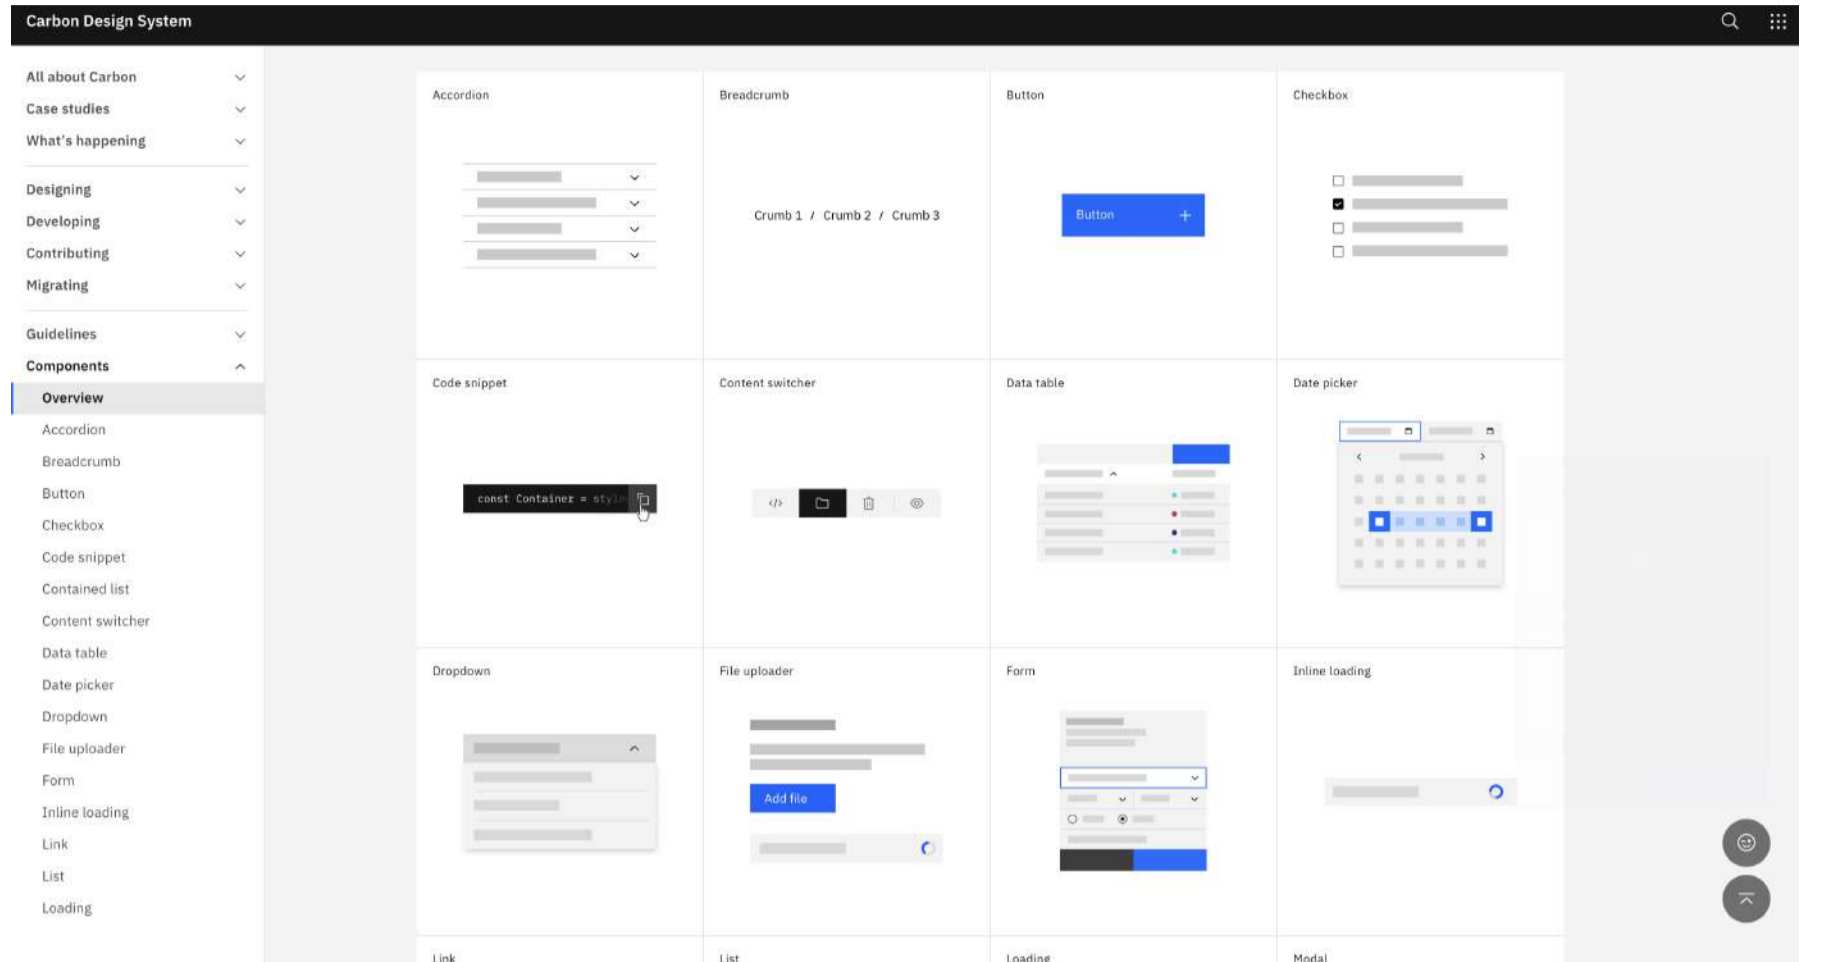 Carbon Design System
All about Carbon
Case studies
What's happening
Designing
Developing
Contributing
Migrating
Guidelines
Components
Overview
Accordion
Breadcrumb
Button
Checkbox
Code snippet
Contained list
Content switcher
Data table
Date picker
Dropdown
File uploader
Form
Inline loading
Link
List
Loading
Accordion
Breadcrumb
Crumb 1 / Crumb 2 / Crumb 3
Button
Button
Checkbox
Code snippet
const Container = style
Content switcher
</>
Data table
Date picker
Dropdown
File uploader
Add file
Form
Inline loading
Link
List
Loading
Modal